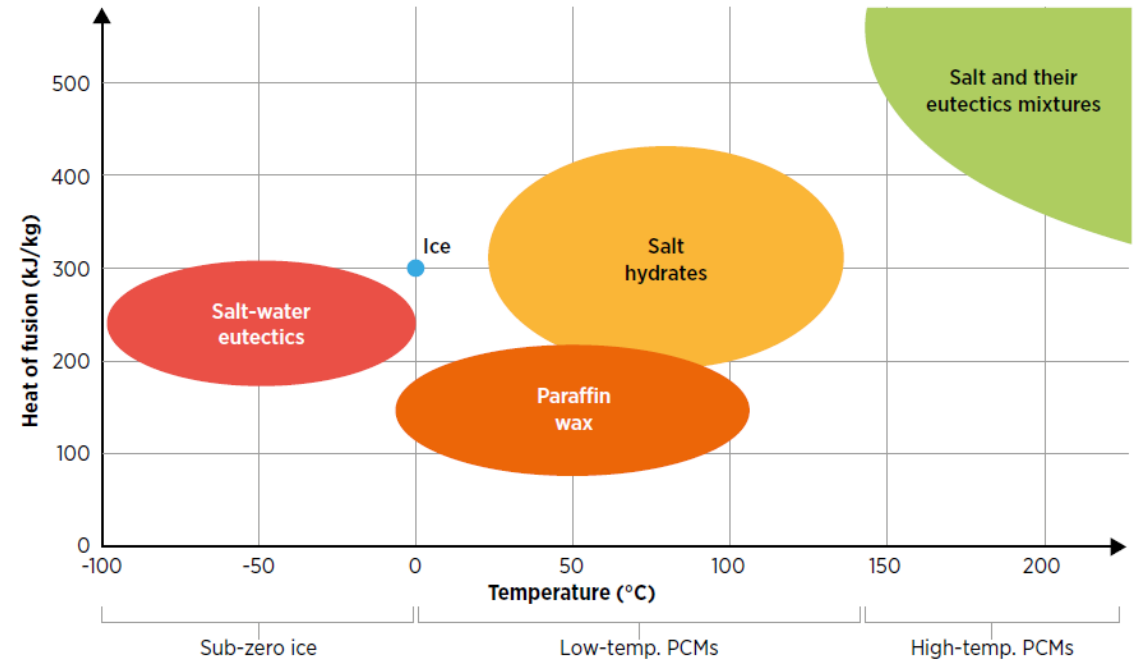 Heat of fusion (kJ/kg)
500
400
300
200
100
0
Salt and their
eutectics mixtures
Ice
Salt
hydrates
Salt-water
eutectics
Paraffin
wax
-100
-50
0
50
100
150
200
Temperature (°C)
Sub-zero ice
Low-temp. PCMs
High-temp. PCMs